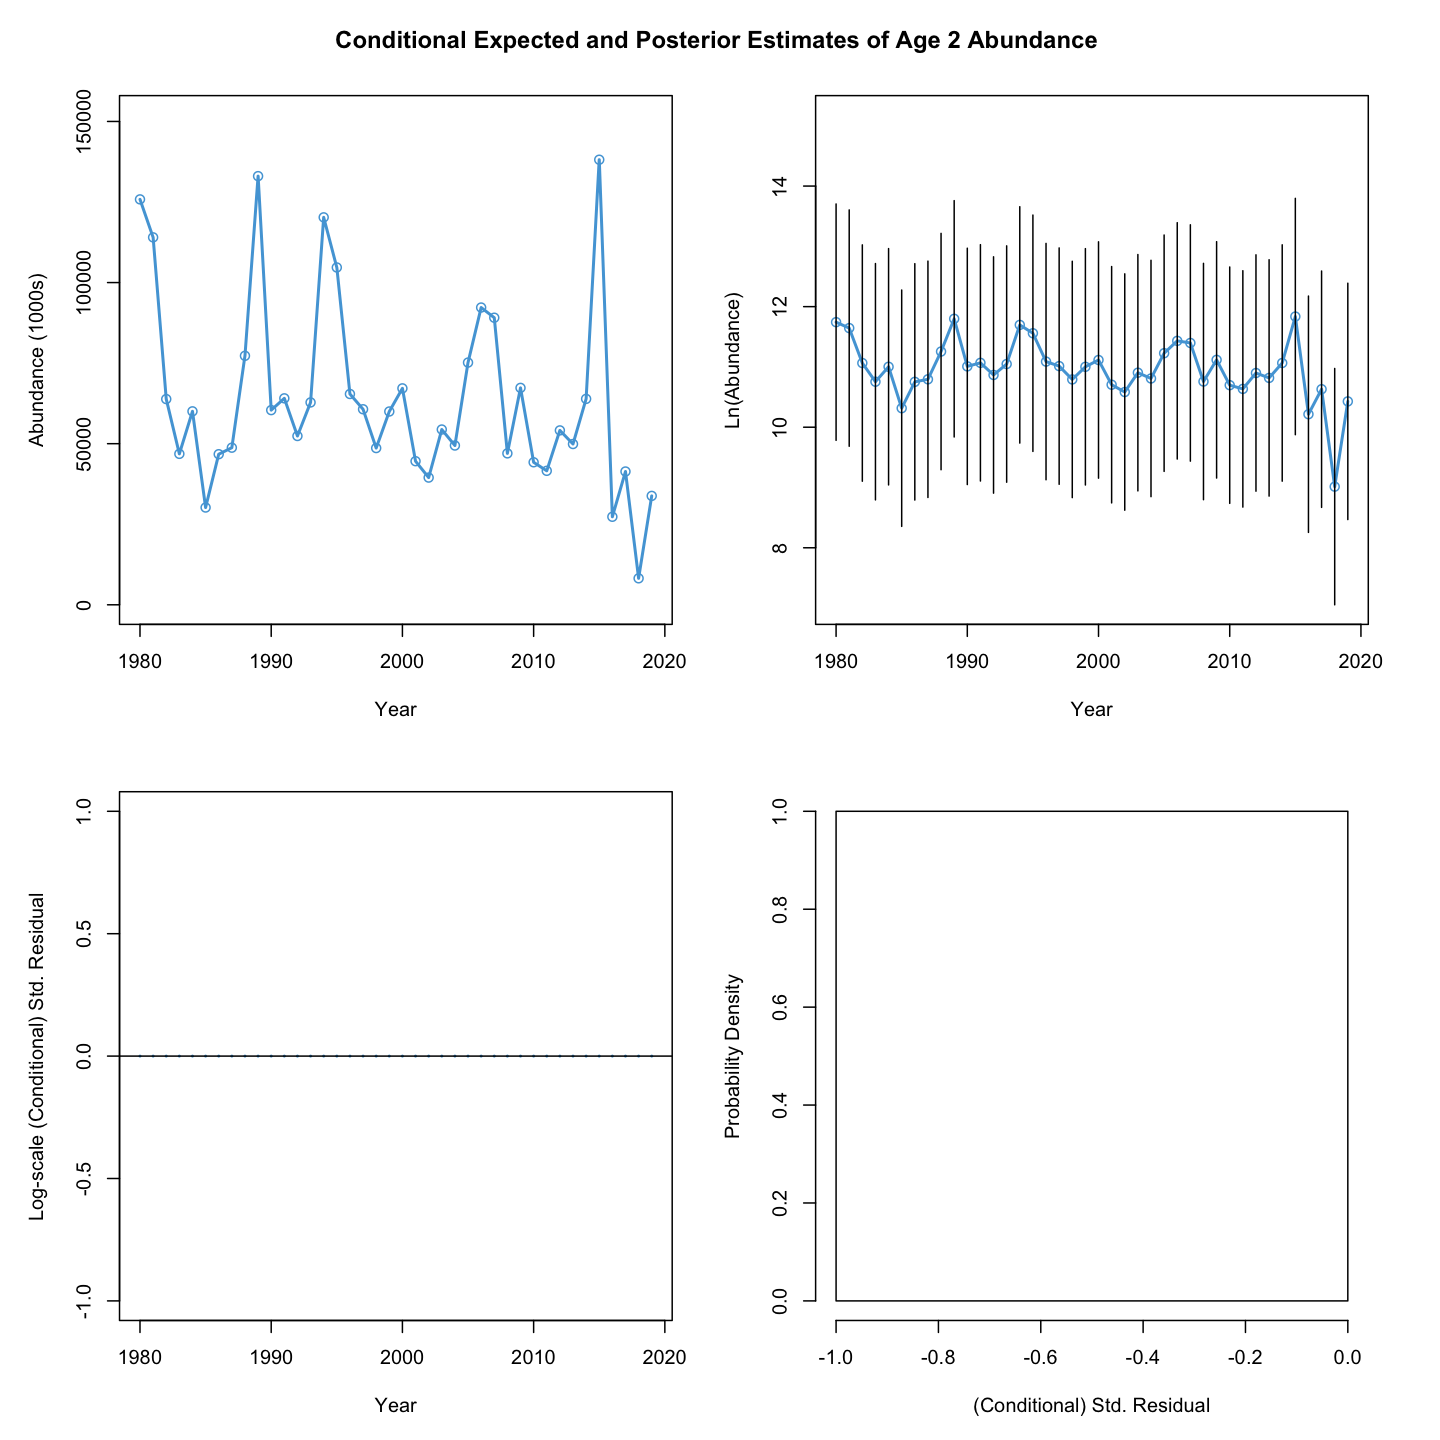 Conditional Expected and Posterior Estimates of Age 2 Abundance
Abundance (1000s)
150000
100000
50000
0
1980 1990 2000 2010 2020
Year
Ln(Abundance)
14
12
10
8
1980 1990 2000 2010 2020
Year
Log-scale (Conditional) Std. Residual
1.0
0.5
0.0
-0.5
-1.0
1980 1990 2000 2010 2020
Year
Probability Density
1.0
0.8
0.6
0.4
0.2
0.0
-1.0 -0.8 -0.6 -0.4 -0.2 0.0
(Conditional) Std. Residual